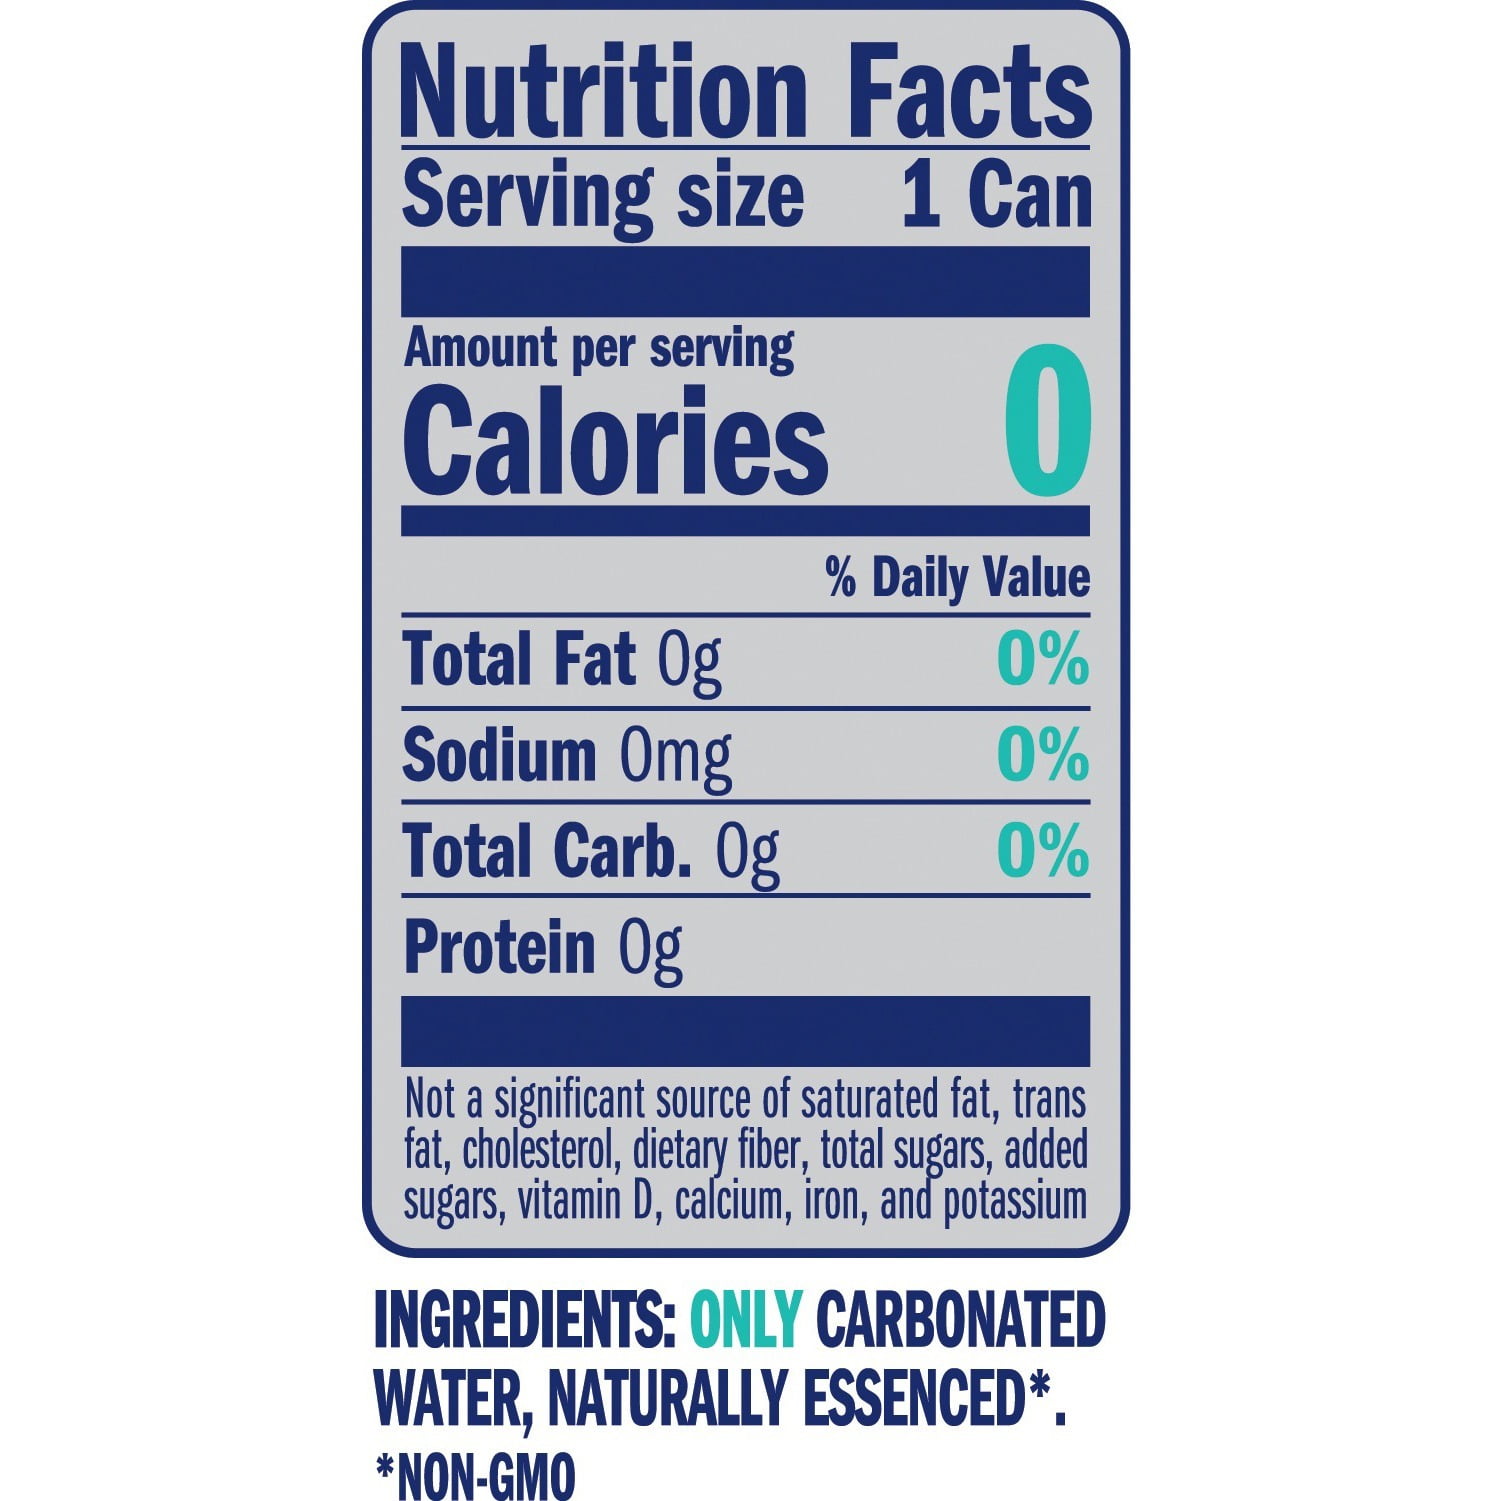 Nutrition Facts
Serving size 1 Can
Amount per serving
Calories 0
% Daily Value
Total Fat 0g 0%
Sodium 0mg 0%
Total Carb. 0g 0%
Protein 0g
Not a significant source of saturated fat, trans
fat, cholesterol, dietary fiber, total sugars, added
sugars, vitamin D, calcium, iron, and potassium
INGREDIENTS: ONLY CARBONATED
WATER, NATURALLY ESSENCED*.
*NON-GMO